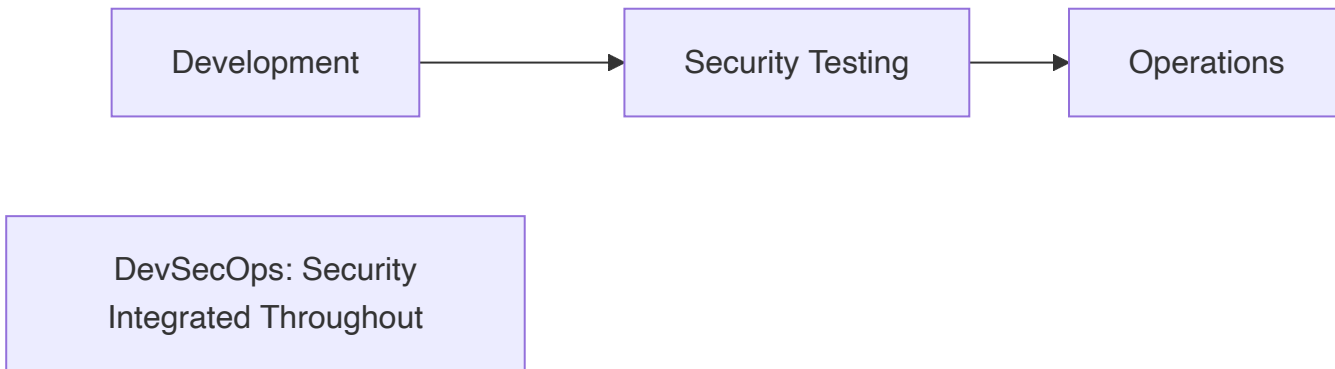 Development
Security Testing
Operations
DevSecOps: Security
Integrated Throughout